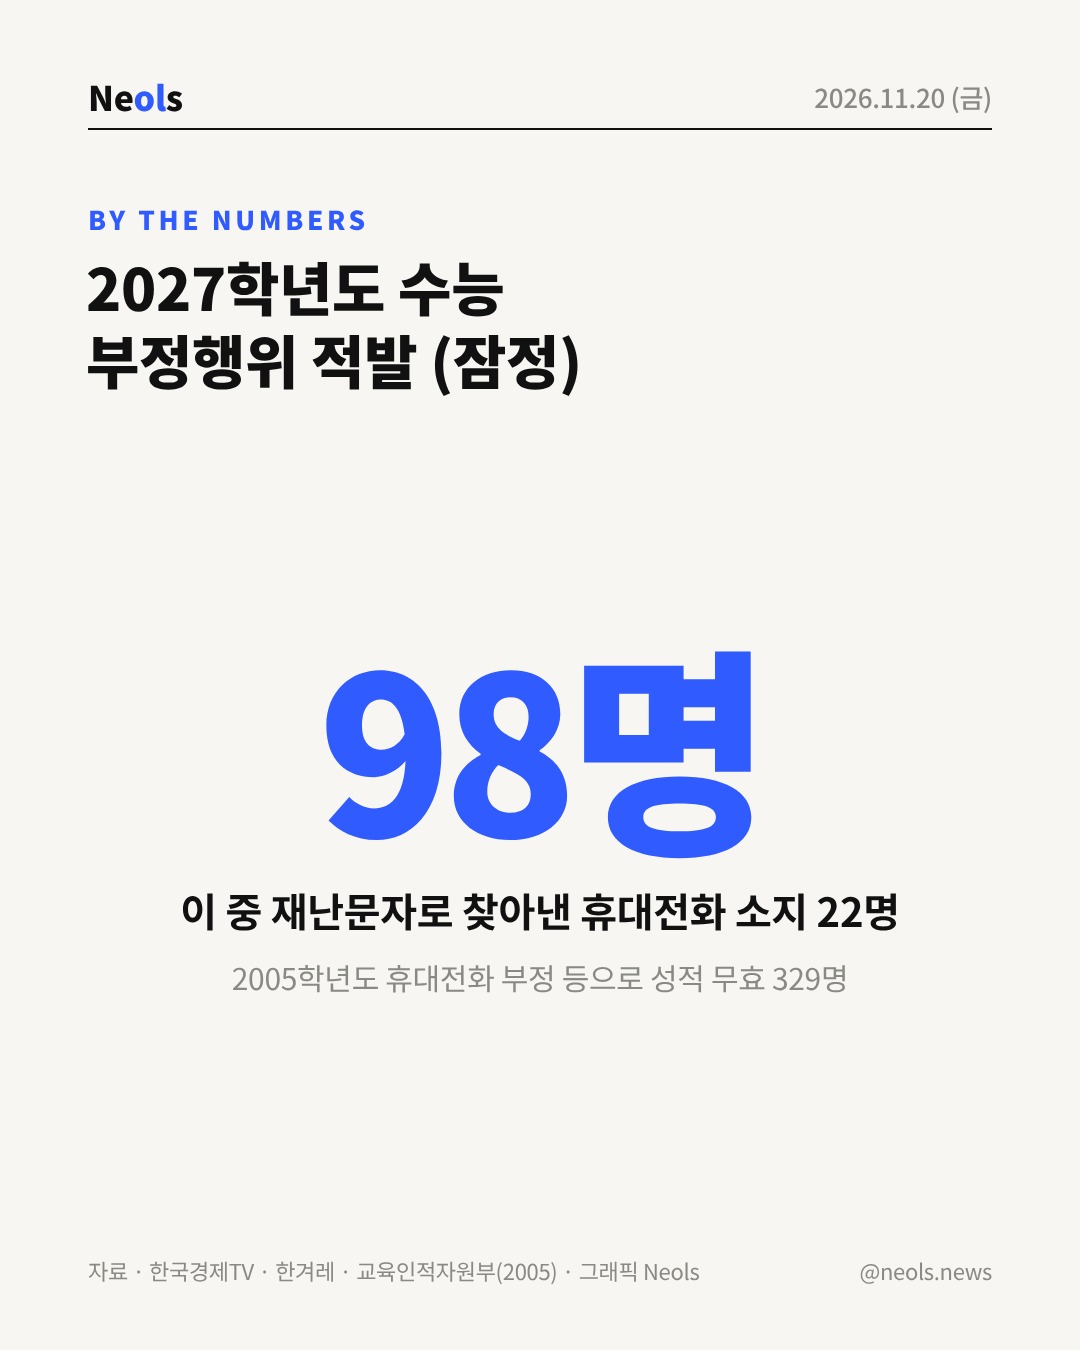 Neols
2026.11.20 (금)
BY THE NUMBERS
2027학년도 수능
부정행위 적발 (잠정)
98명
이 중 재난문자로 찾아낸 휴대전화 소지 22명
2005학년도 휴대전화 부정 등으로 성적 무효 329명
자료 · 한국경제TV · 한겨레 · 교육인적자원부(2005) · 그래픽 Neols
@neols.news